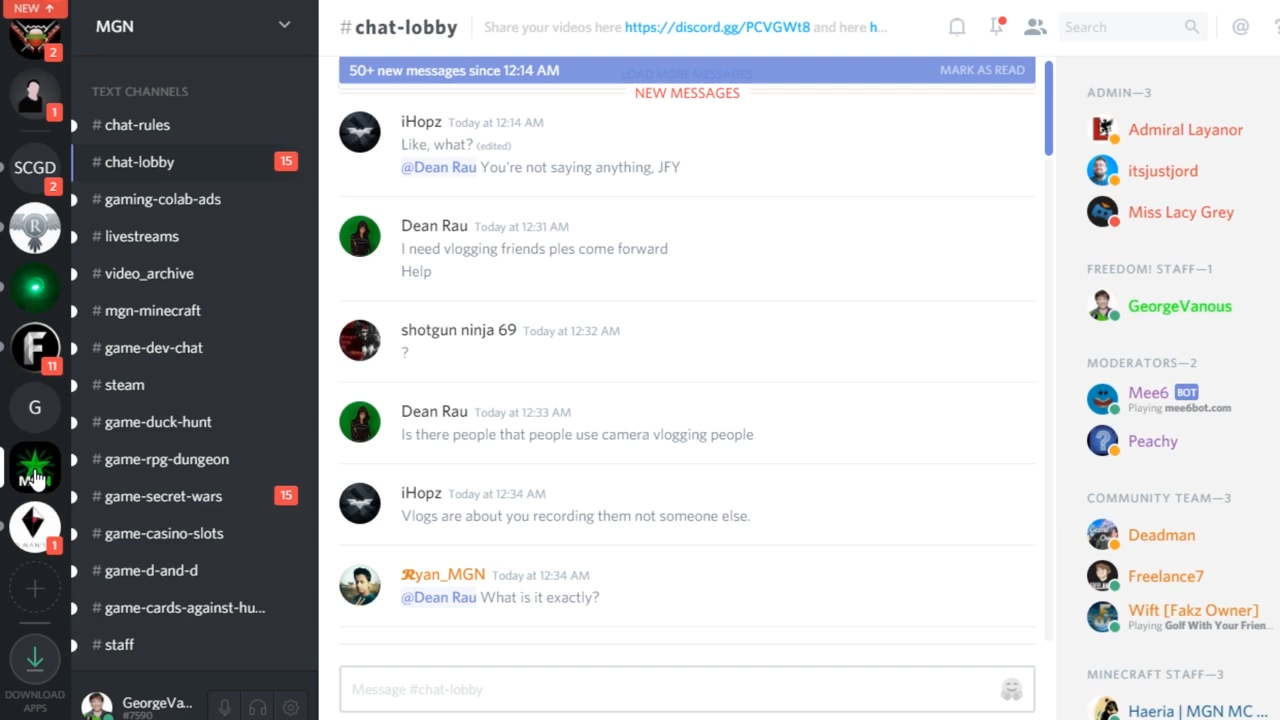 NEW ↑
2
1
SCGD
2
R
F
11
G
1
DOWNLOAD
APPS
MGN
TEXT CHANNELS
# chat-rules
# chat-lobby 15
# gaming-colab-ads
# livestreams
# video_archive
# mgn-minecraft
# game-dev-chat
# steam
# game-duck-hunt
# game-rpg-dungeon
# game-secret-wars 15
# game-casino-slots
# game-d-and-d
# game-cards-against-hu...
# staff
GeorgeVa...
#7590
# chat-lobby Share your videos here https://discord.gg/PCVGWt8 and here h...
Search
@
50+ new messages since 12:14 AM LOAD MORE MESSAGES MARK AS READ
NEW MESSAGES
iHopz Today at 12:14 AM
Like, what? (edited)
@Dean Rau You're not saying anything, JFY
Dean Rau Today at 12:31 AM
I need vlogging friends ples come forward
Help
shotgun ninja 69 Today at 12:32 AM
?
Dean Rau Today at 12:33 AM
Is there people that people use camera vlogging people
iHopz Today at 12:34 AM
Vlogs are about you recording them not someone else.
Ryan_MGN Today at 12:34 AM
@Dean Rau What is it exactly?
Message #chat-lobby
ADMIN—3
Admiral Layanor
itsjustjord
Miss Lacy Grey
FREEDOM! STAFF—1
GeorgeVanous
MODERATORS—2
Mee6 BOT
Playing mee6bot.com
Peachy
COMMUNITY TEAM—3
Deadman
Freelance7
Wift [Fakz Owner]
Playing Golf With Your Frien...
MINECRAFT STAFF—3
Haeria | MGN MC ...